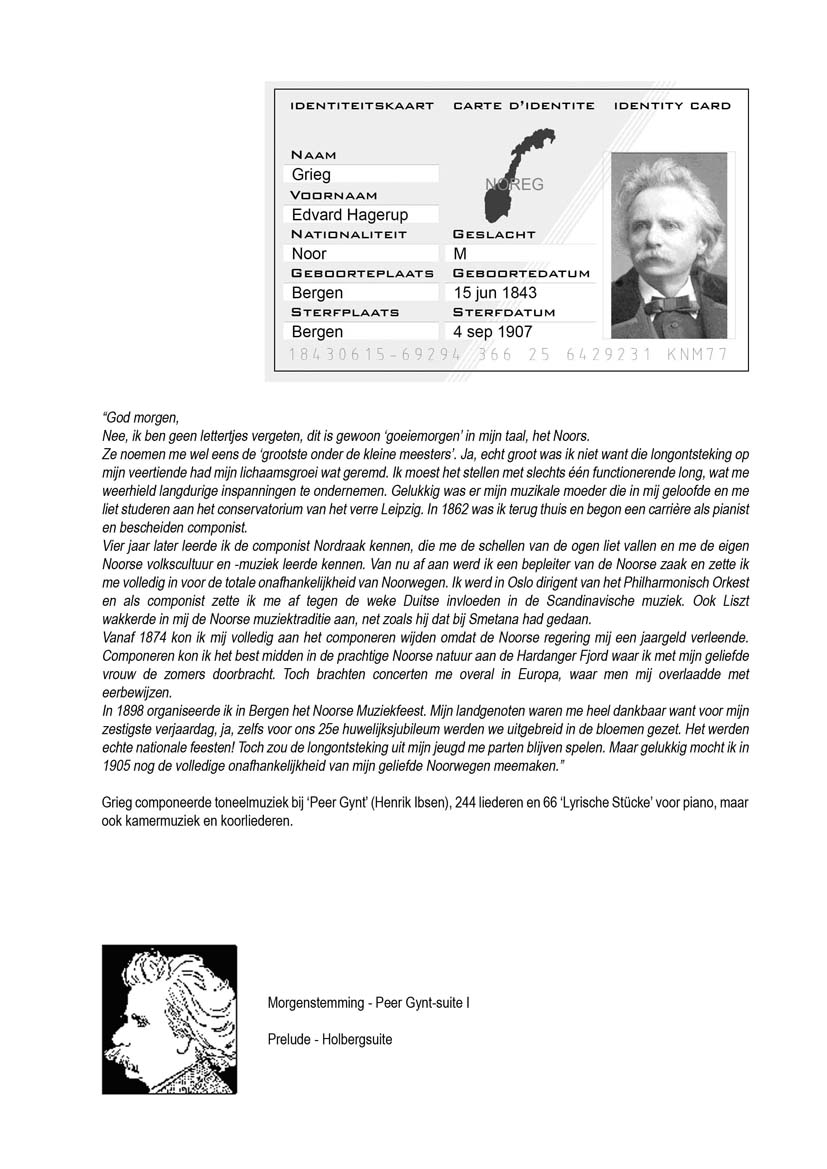 IDENTITEITSKAART CARTE D'IDENTITE IDENTITY CARD
NAAM
Grieg
NOREG
VOORNAAM
Edvard Hagerup
NATIONALITEIT GESLACHT
Noor M
GEBOORTEPLAATS GEBOORTEDATUM
Bergen 15 jun 1843
STERFPLAATS STERFDATUM
Bergen 4 sep 1907
18430615-69294 366 25 6429231 KNM77
“God morgen,
Nee, ik ben geen lettertjes vergeten, dit is gewoon ‘goeiemorgen’ in mijn taal, het Noors.
Ze noemen me wel eens de ‘grootste onder de kleine meesters’. Ja, echt groot was ik niet want die longontsteking op
mijn veertiende had mijn lichaamsgroei wat geremd. Ik moest het stellen met slechts één functionerende long, wat me
weerhield langdurige inspanningen te ondernemen. Gelukkig was er mijn muzikale moeder die in mij geloofde en me
liet studeren aan het conservatorium van het verre Leipzig. In 1862 was ik terug thuis en begon een carrière als pianist
en bescheiden componist.
Vier jaar later leerde ik de componist Nordraak kennen, die me de schellen van de ogen liet vallen en me de eigen
Noorse volkscultuur en -muziek leerde kennen. Van nu af aan werd ik een bepleiter van de Noorse zaak en zette ik
me volledig in voor de totale onafhankelijkheid van Noorwegen. Ik werd in Oslo dirigent van het Philharmonisch Orkest
en als componist zette ik me af tegen de weke Duitse invloeden in de Scandinavische muziek. Ook Liszt
wakkerde in mij de Noorse muziektraditie aan, net zoals hij dat bij Smetana had gedaan.
Vanaf 1874 kon ik mij volledig aan het componeren wijden omdat de Noorse regering mij een jaargeld verleende.
Componeren kon ik het best midden in de prachtige Noorse natuur aan de Hardanger Fjord waar ik met mijn geliefde
vrouw de zomers doorbracht. Toch brachten concerten me overal in Europa, waar men mij overlaadde met
eerbewijzen.
In 1898 organiseerde ik in Bergen het Noorse Muziekfeest. Mijn landgenoten waren me heel dankbaar want voor mijn
zestigste verjaardag, ja, zelfs voor ons 25e huwelijksjubileum werden we uitgebreid in de bloemen gezet. Het werden
echte nationale feesten! Toch zou de longontsteking uit mijn jeugd me parten blijven spelen. Maar gelukkig mocht ik in
1905 nog de volledige onafhankelijkheid van mijn geliefde Noorwegen meemaken.”
Grieg componeerde toneelmuziek bij ‘Peer Gynt’ (Henrik Ibsen), 244 liederen en 66 ‘Lyrische Stücke’ voor piano, maar
ook kamermuziek en koorliederen.
Morgenstemming - Peer Gynt-suite I
Prelude - Holbergsuite